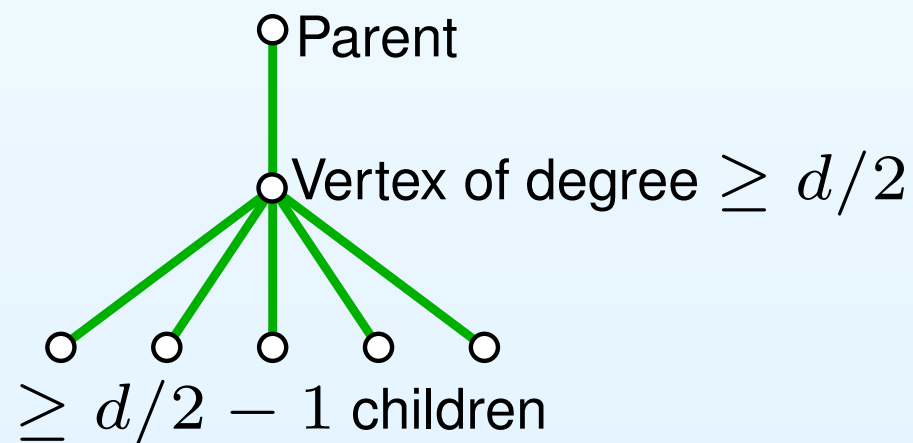 Parent
Vertex of degree ≥ d/2
≥ d/2 − 1 children